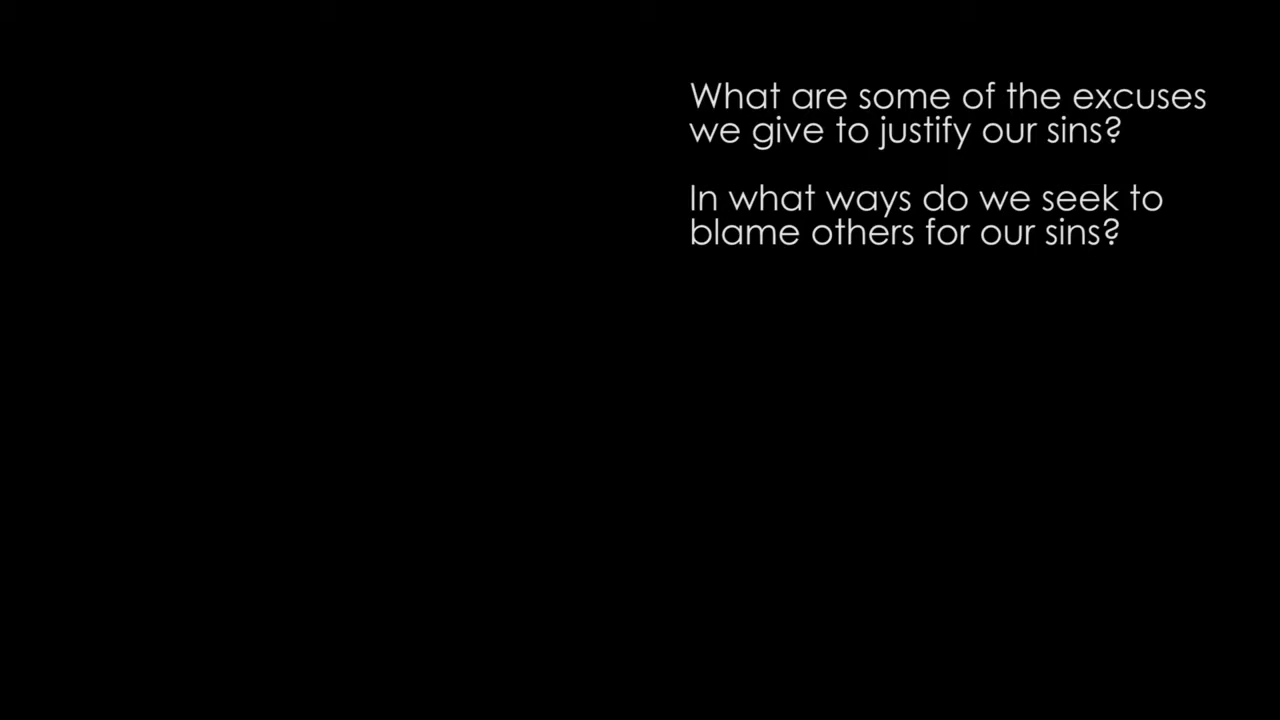 What are some of the excuses
we give to justify our sins?
In what ways do we seek to
blame others for our sins?